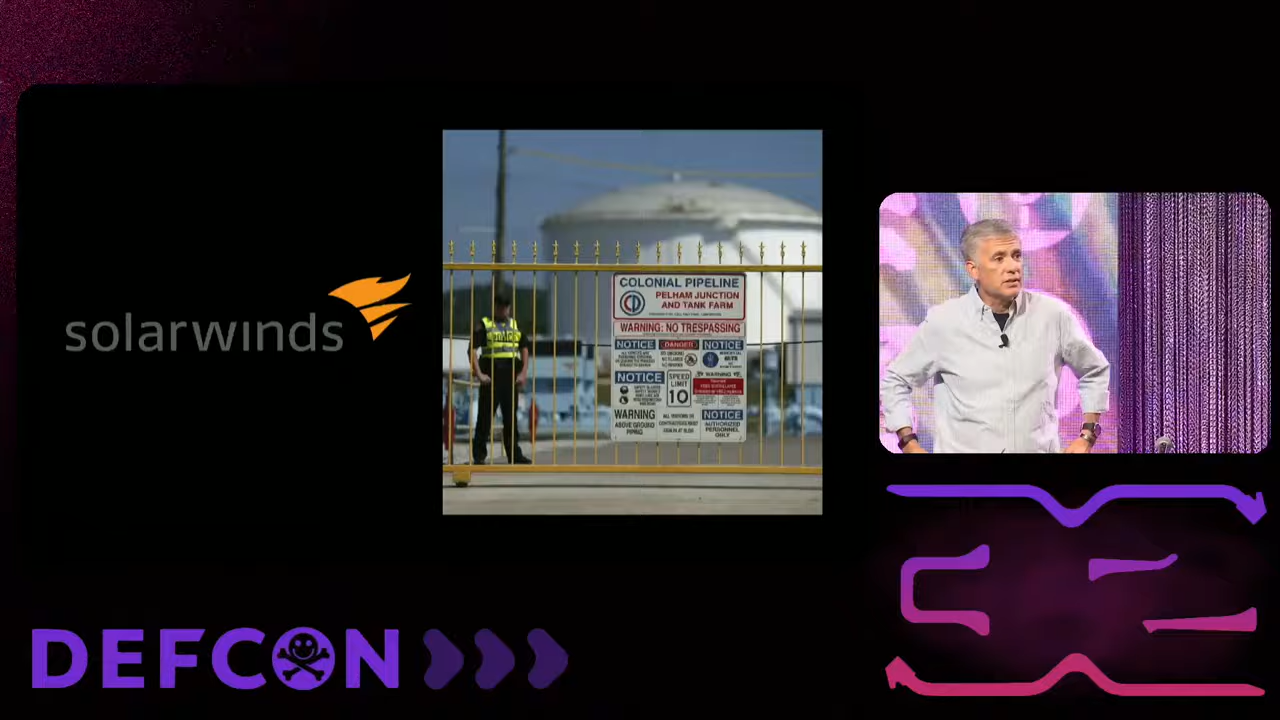 solarwinds
COLONIAL PIPELINE
PELHAM JUNCTION
AND TANK FARM
WARNING: NO TRESPASSING
NOTICE
DANGER
NOTICE
WARNING
NOTICE
SPEED
LIMIT
10
WARNING
ABOVE GROUND
PIPING
NOTICE
AUTHORIZED
PERSONNEL
ONLY
POLICE
DEFCON